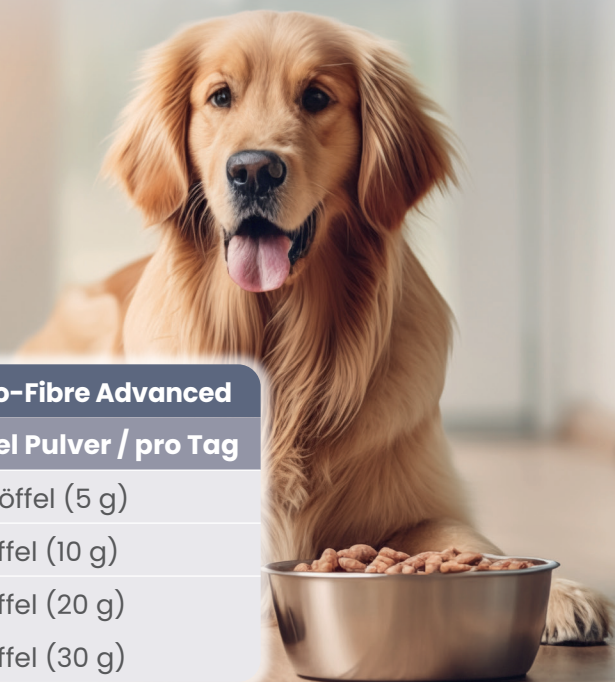 o-Fibre Advanced
el Pulver / pro Tag
öffel (5 g)
ffel (10 g)
ffel (20 g)
ffel (30 g)